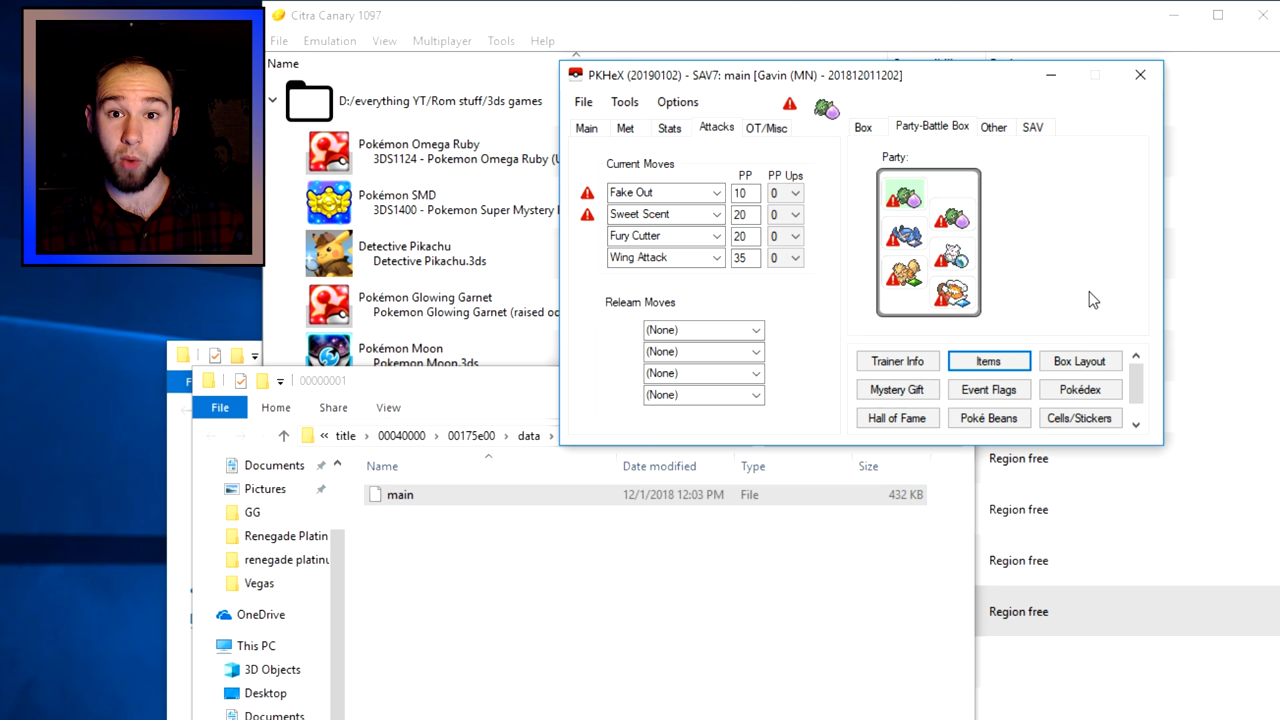 Citra Canary 1097
File Emulation View Multiplayer Tools Help
Name
D:/everything YT/Rom stuff/3ds games
Pokémon Omega Ruby
3DS1124 - Pokemon Omega Ruby (U
Pokémon SMD
3DS1400 - Pokemon Super Mystery
Detective Pikachu
Detective Pikachu.3ds
Pokémon Glowing Garnet
Pokémon Glowing Garnet (raised od
Pokémon Moon
Pokémon Moon.3ds
PKHeX (20190102) - SAV7: main [Gavin (MN) - 201812011202]
File Tools Options
Main Met Stats Attacks OT/Misc
Current Moves
PP PP Ups
Fake Out 10 0
Sweet Scent 20 0
Fury Cutter 20 0
Wing Attack 35 0
Relearn Moves
(None)
(None)
(None)
(None)
Box Party-Battle Box Other SAV
Party:
Trainer Info Items Box Layout
Mystery Gift Event Flags Pokédex
Hall of Fame Poké Beans Cells/Stickers
F
00000001
File Home Share View
« title › 00040000 › 00175e00 › data ›
Name Date modified Type Size
main 12/1/2018 12:03 PM File 432 KB
Documents
Pictures
GG
Renegade Platin
renegade platinu
Vegas
OneDrive
This PC
3D Objects
Desktop
Documents
Region free
Region free
Region free
Region free